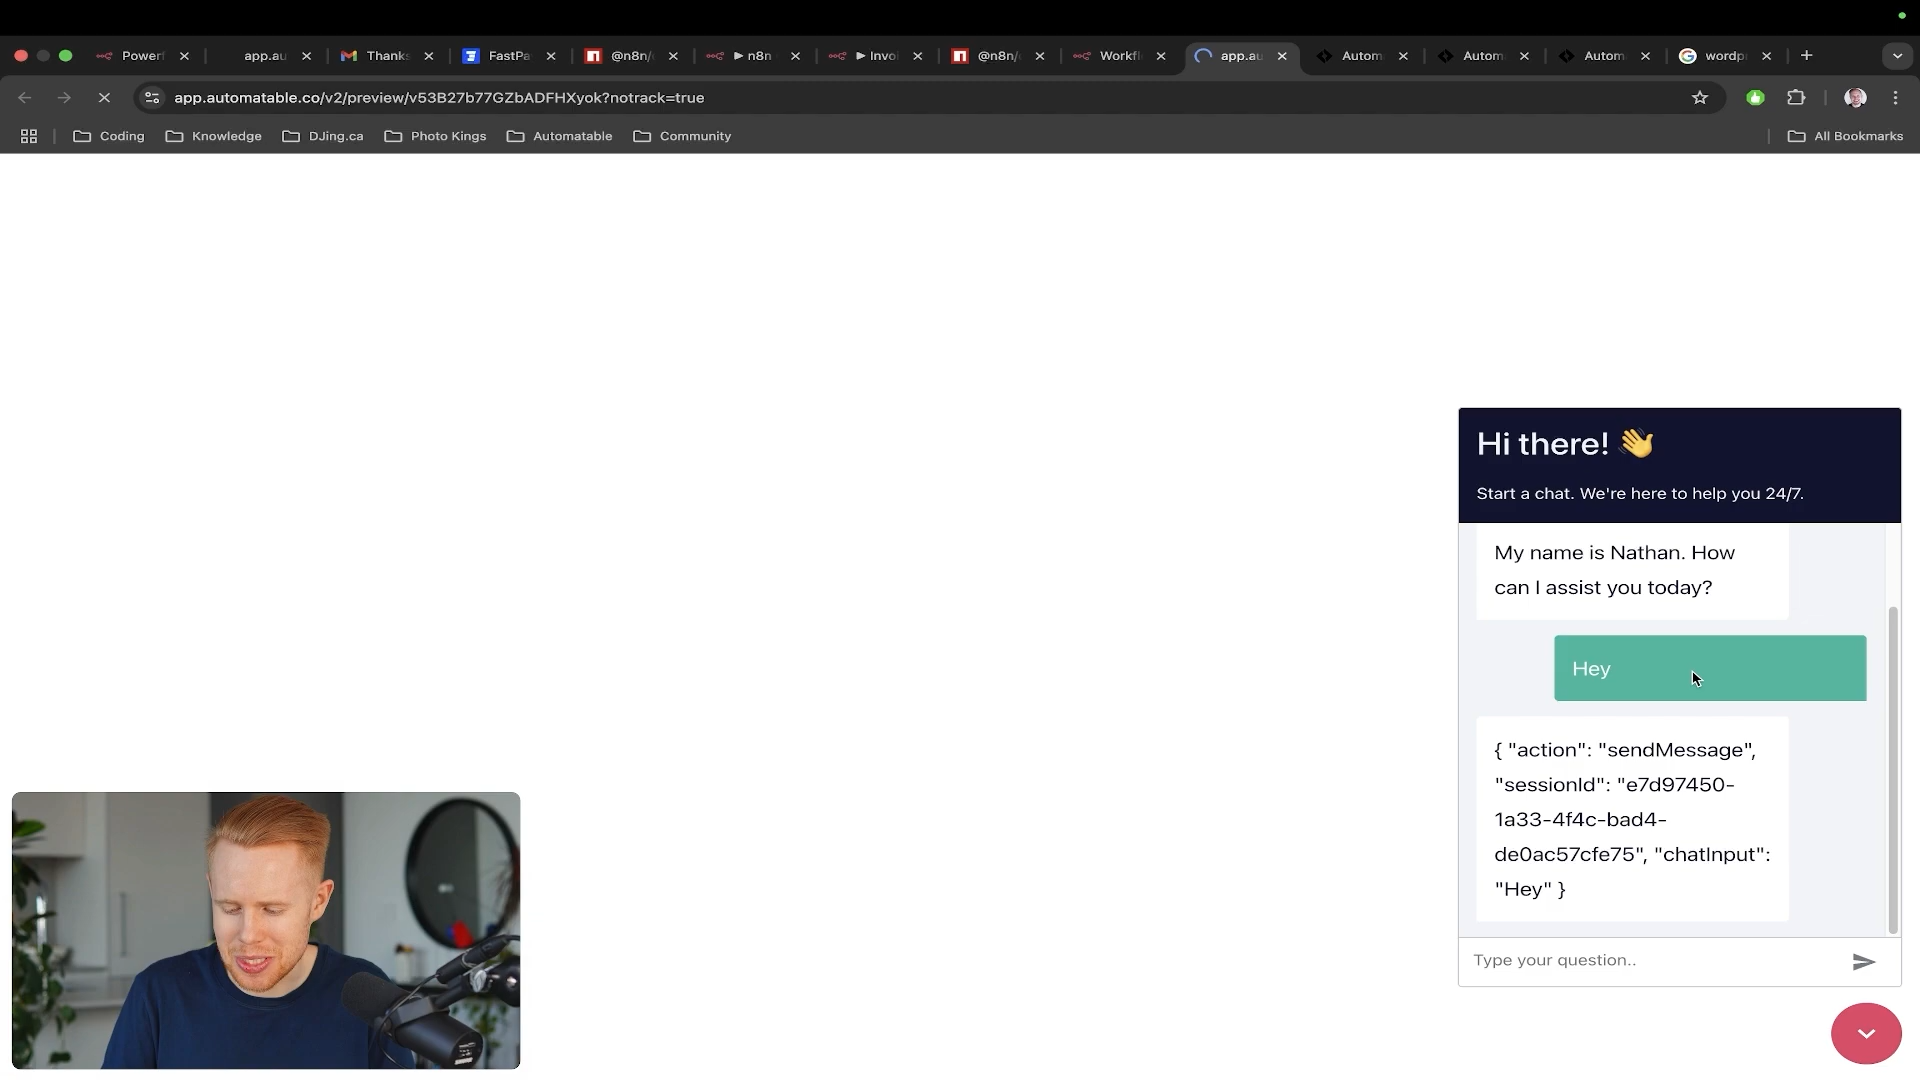 Powerf
app.au
Thanks
FastPa
@n8n/
▶ n8n
▶ Invoi
@n8n/
Workfl
app.au
Autom
Autom
Autom
wordpr
app.automatable.co/v2/preview/v53B27b77GZbADFHXyok?notrack=true
Coding
Knowledge
DJing.ca
Photo Kings
Automatable
Community
All Bookmarks
Hi there! 👋
Start a chat. We're here to help you 24/7.
My name is Nathan. How
can I assist you today?
Hey
{ "action": "sendMessage",
"sessionId": "e7d97450-
1a33-4f4c-bad4-
de0ac57cfe75", "chatInput":
"Hey" }
Type your question..